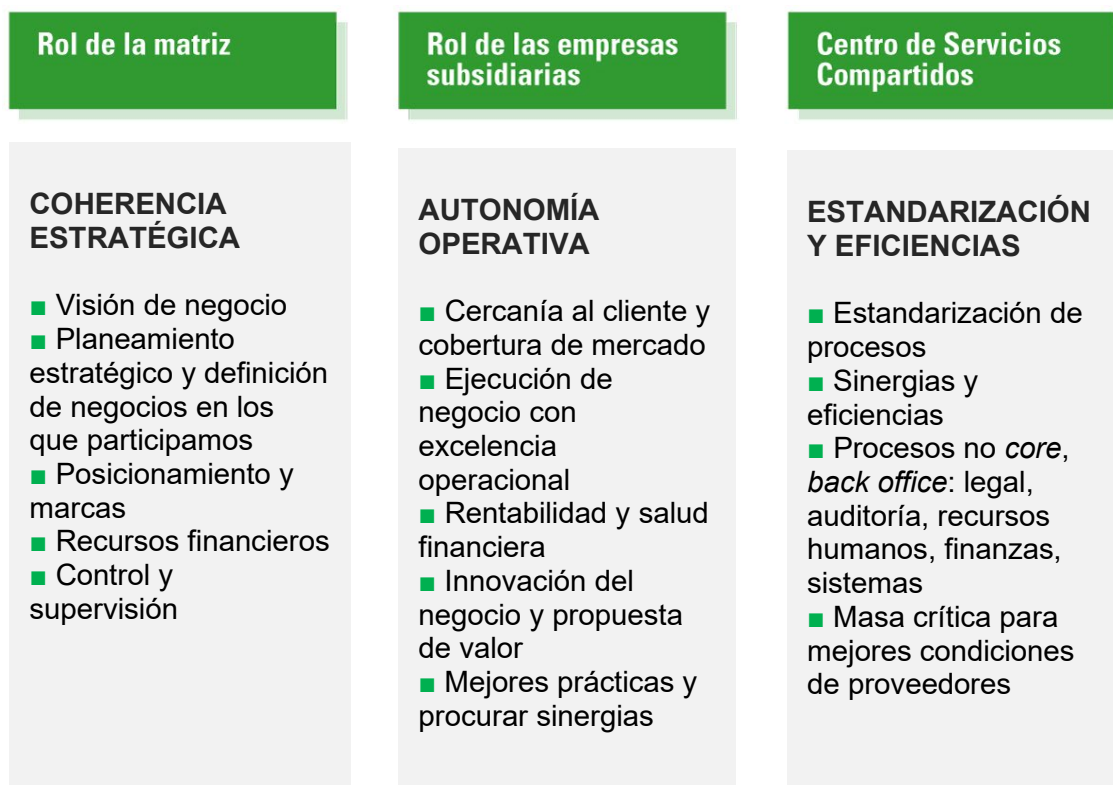 Rol de la matriz
COHERENCIA
ESTRATÉGICA
■ Visión de negocio
■ Planeamiento
estratégico y definición
de negocios en los
que participamos
■ Posicionamiento y
marcas
■ Recursos financieros
■ Control y
supervisión
Rol de las empresas
subsidiarias
AUTONOMÍA
OPERATIVA
■ Cercanía al cliente y
cobertura de mercado
■ Ejecución de
negocio con
excelencia
operacional
■ Rentabilidad y salud
financiera
■ Innovación del
negocio y propuesta
de valor
■ Mejores prácticas y
procurar sinergias
Centro de Servicios
Compartidos
ESTANDARIZACIÓN
Y EFICIENCIAS
■ Estandarización de
procesos
■ Sinergias y
eficiencias
■ Procesos no core,
back office: legal,
auditoría, recursos
humanos, finanzas,
sistemas
■ Masa crítica para
mejores condiciones
de proveedores